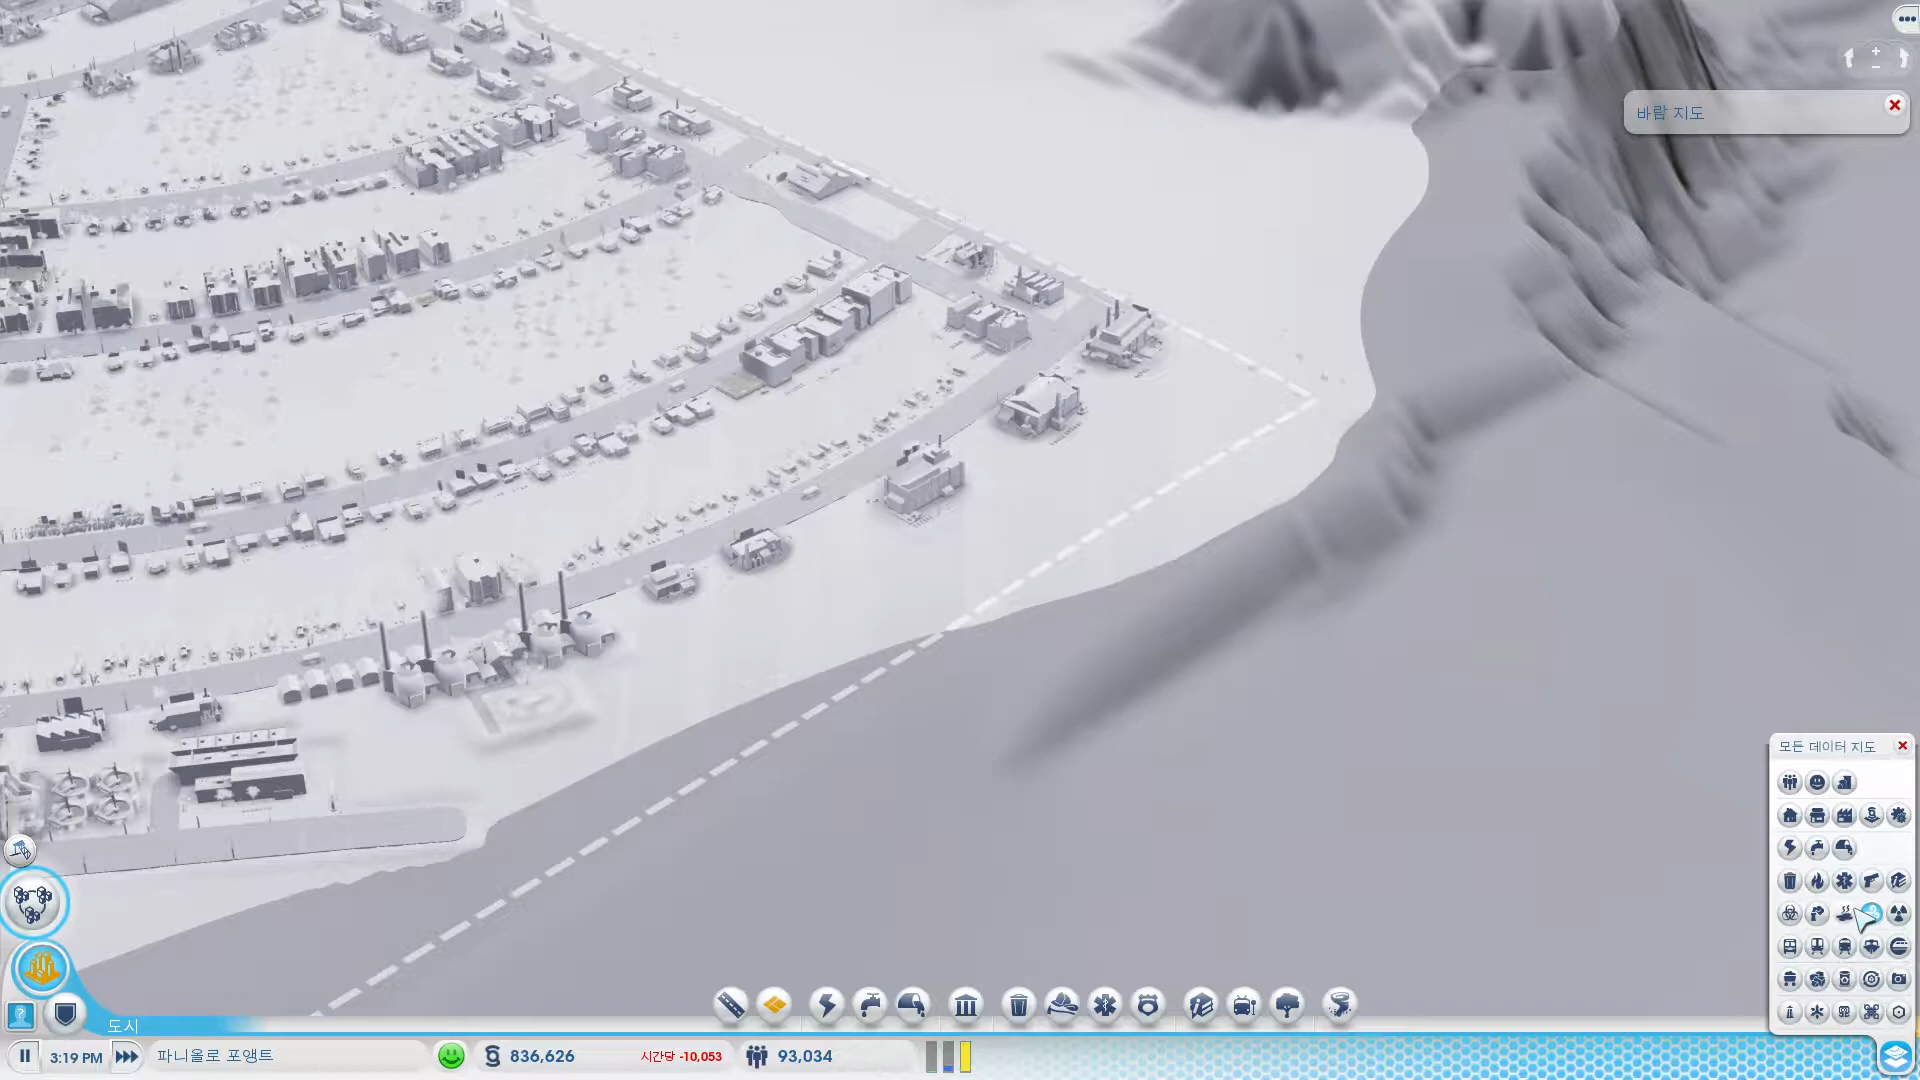 바람 지도
모든 데이터 지도
도시
3:19 PM
파니올로 포앵트
836,626
시간당 -10,053
93,034